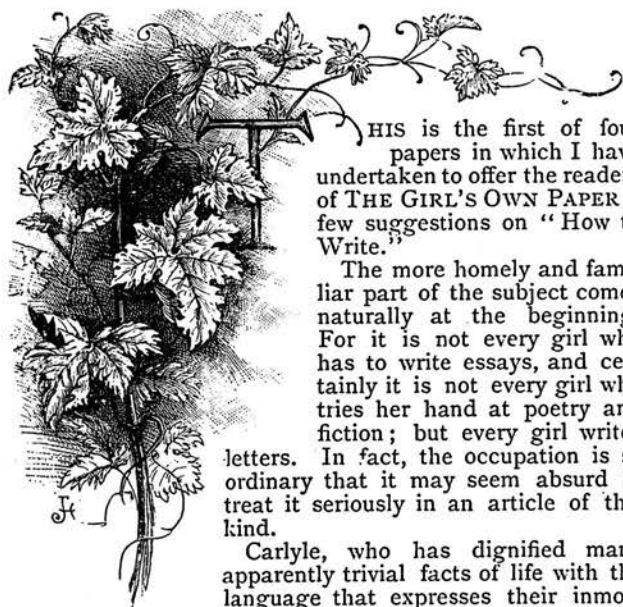 THIS is the first of fou
papers in which I hav
undertaken to offer the reader
of THE GIRL'S OWN PAPER
few suggestions on “How t
Write.”
The more homely and fam
liar part of the subject come
naturally at the beginning
For it is not every girl wh
has to write essays, and ce
tainly it is not every girl wh
tries her hand at poetry an
fiction; but every girl write
letters. In fact, the occupation is s
ordinary that it may seem absurd
treat it seriously in an article of th
kind.
Carlyle, who has dignified man
apparently trivial facts of life with th
language that expresses their inmo